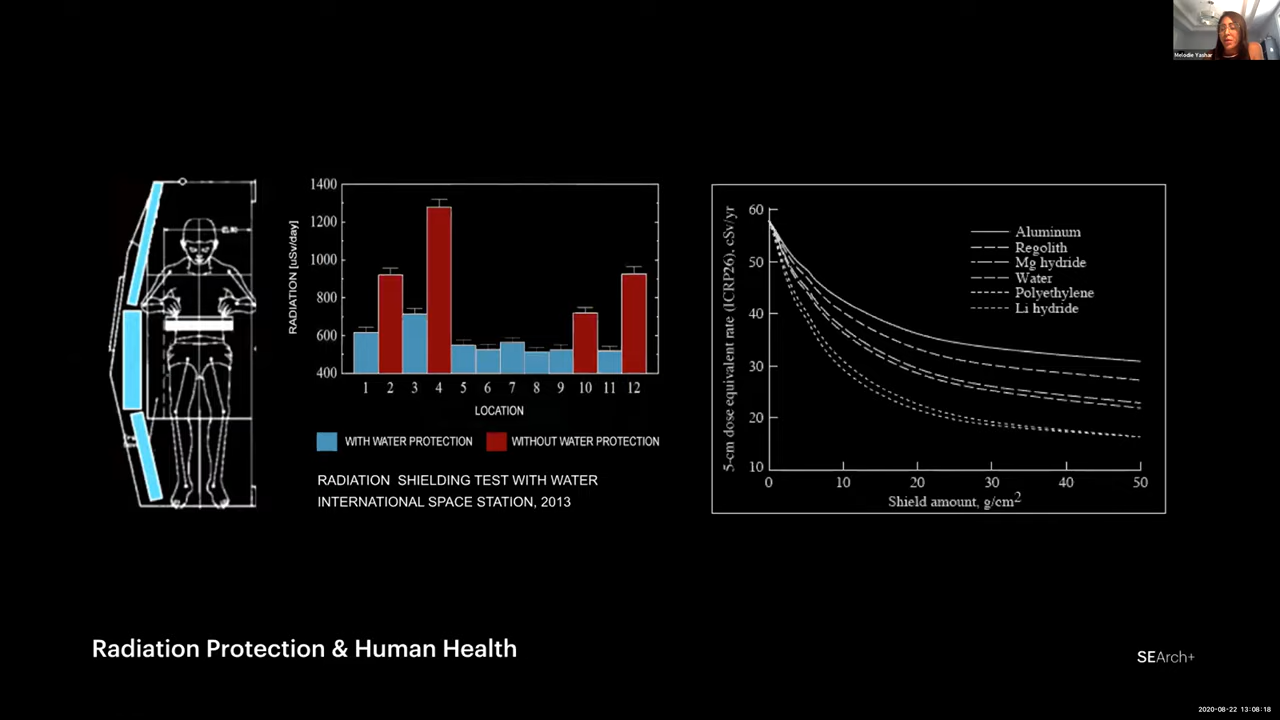 Melodie Yashar
1400
1200
1000
800
600
400
RADIATION [uSv/day]
1 2 3 4 5 6 7 8 9 10 11 12
LOCATION
WITH WATER PROTECTION WITHOUT WATER PROTECTION
RADIATION SHIELDING TEST WITH WATER
INTERNATIONAL SPACE STATION, 2013
60
50
40
30
20
10
5-cm dose equivalent rate (ICRP26), cSv/yr
Aluminum
Regolith
Mg hydride
Water
Polyethylene
Li hydride
0 10 20 30 40 50
Shield amount, g/cm²
Radiation Protection & Human Health
SEArch+
2020-08-22 13:08:18